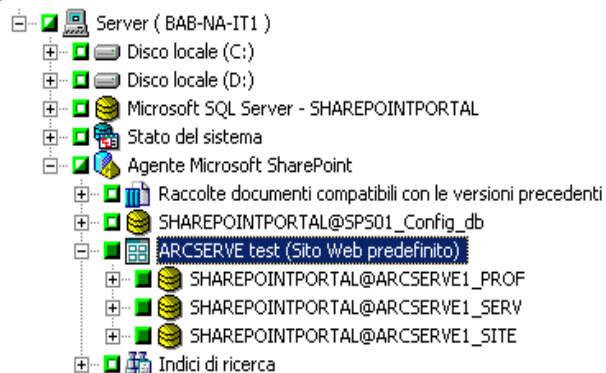 Server ( BAB-NA-IT1 )
Disco locale (C:)
Disco locale (D:)
Microsoft SQL Server - SHAREPOINTPORTAL
Stato del sistema
Agente Microsoft SharePoint
Raccolte documenti compatibili con le versioni precedenti
SHAREPOINTPORTAL@SPS01_Config_db
ARCSERVE test (Sito Web predefinito)
SHAREPOINTPORTAL@ARCSERVE1_PROF
SHAREPOINTPORTAL@ARCSERVE1_SERV
SHAREPOINTPORTAL@ARCSERVE1_SITE
Indici di ricerca